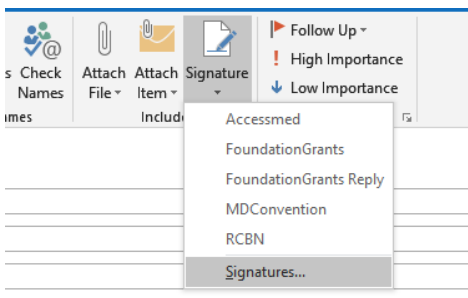 Follow Up
High Importance
Low Importance
s Check Names
Attach File
Attach Item
Signature
ames
Includ
Accessmed
FoundationGrants
FoundationGrants Reply
MDConvention
RCBN
Signatures...